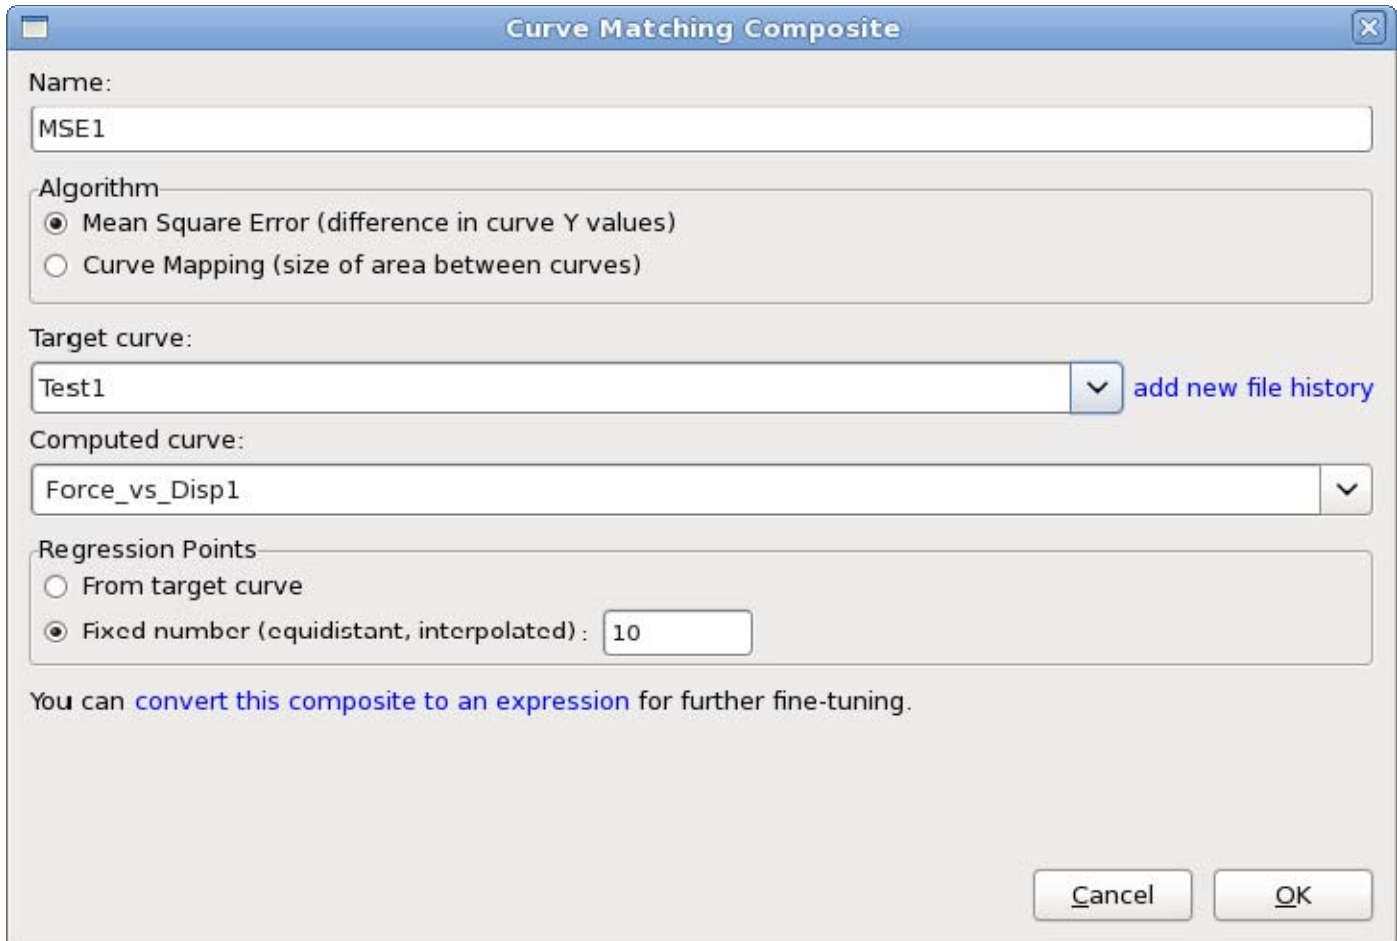 Curve Matching Composite
Name:
MSE1
Algorithm
Mean Square Error (difference in curve Y values)
Curve Mapping (size of area between curves)
Target curve:
Test1
add new file history
Computed curve:
Force_vs_Disp1
Regression Points
From target curve
Fixed number (equidistant, interpolated): 10
You can convert this composite to an expression for further fine-tuning.
Cancel OK